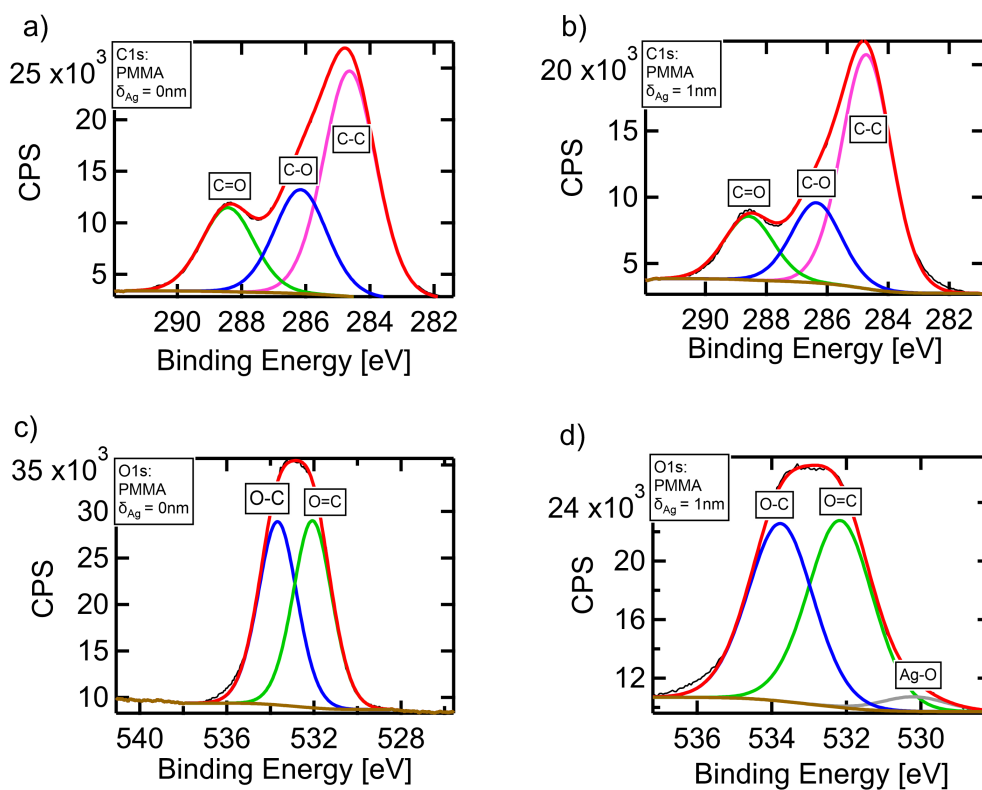 a)
C1s:
PMMA
δAg = 0nm
25 x10³
20
15
10
5
CPS
C=O
C-O
C-C
290 288 286 284 282
Binding Energy [eV]
b)
C1s:
PMMA
δAg = 1nm
20 x10³
15
10
5
CPS
C=O
C-O
C-C
290 288 286 284 282
Binding Energy [eV]
c)
O1s:
PMMA
δAg = 0nm
35 x10³
30
25
20
15
10
CPS
O-C
O=C
540 536 532 528
Binding Energy [eV]
d)
O1s:
PMMA
δAg = 1nm
24 x10³
20
16
12
CPS
O-C
O=C
Ag-O
536 534 532 530
Binding Energy [eV]